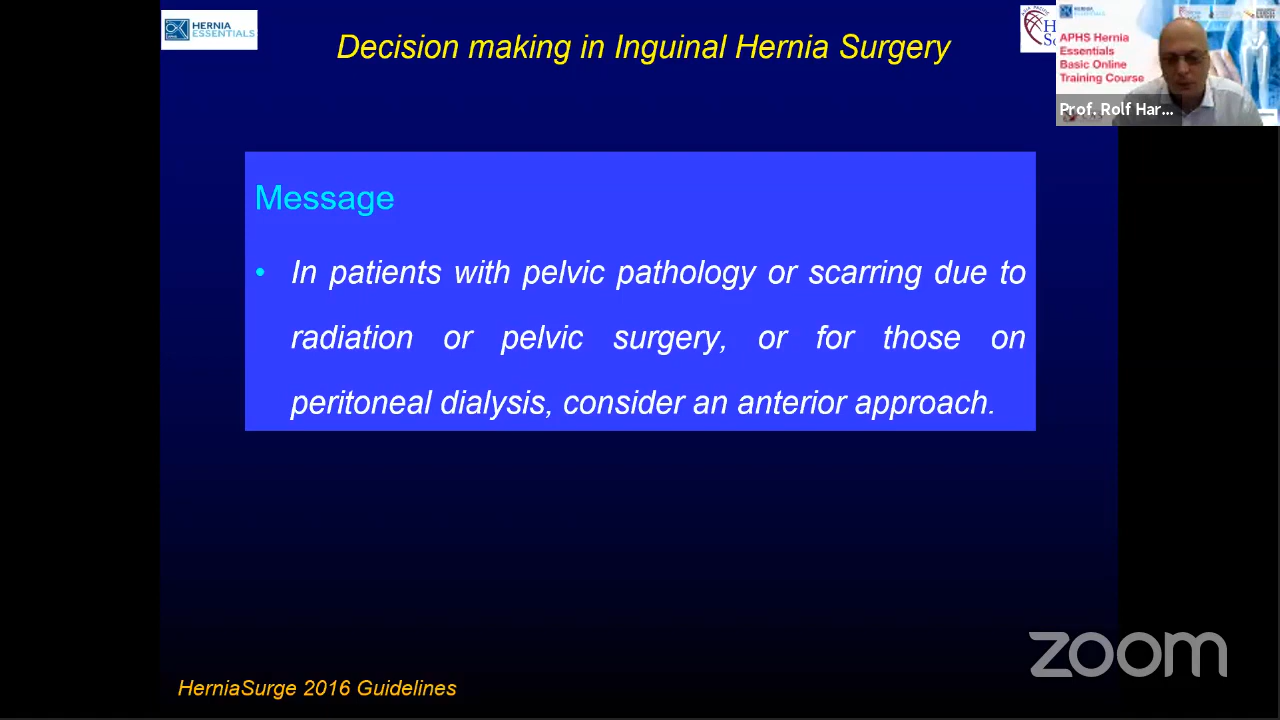 HERNIA
ESSENTIALS
Decision making in Inguinal Hernia Surgery
APHS Hernia
Essentials
Basic Online
Training Course
Prof. Rolf Har...
Message
• In patients with pelvic pathology or scarring due to
radiation or pelvic surgery, or for those on
peritoneal dialysis, consider an anterior approach.
zoom
HerniaSurge 2016 Guidelines